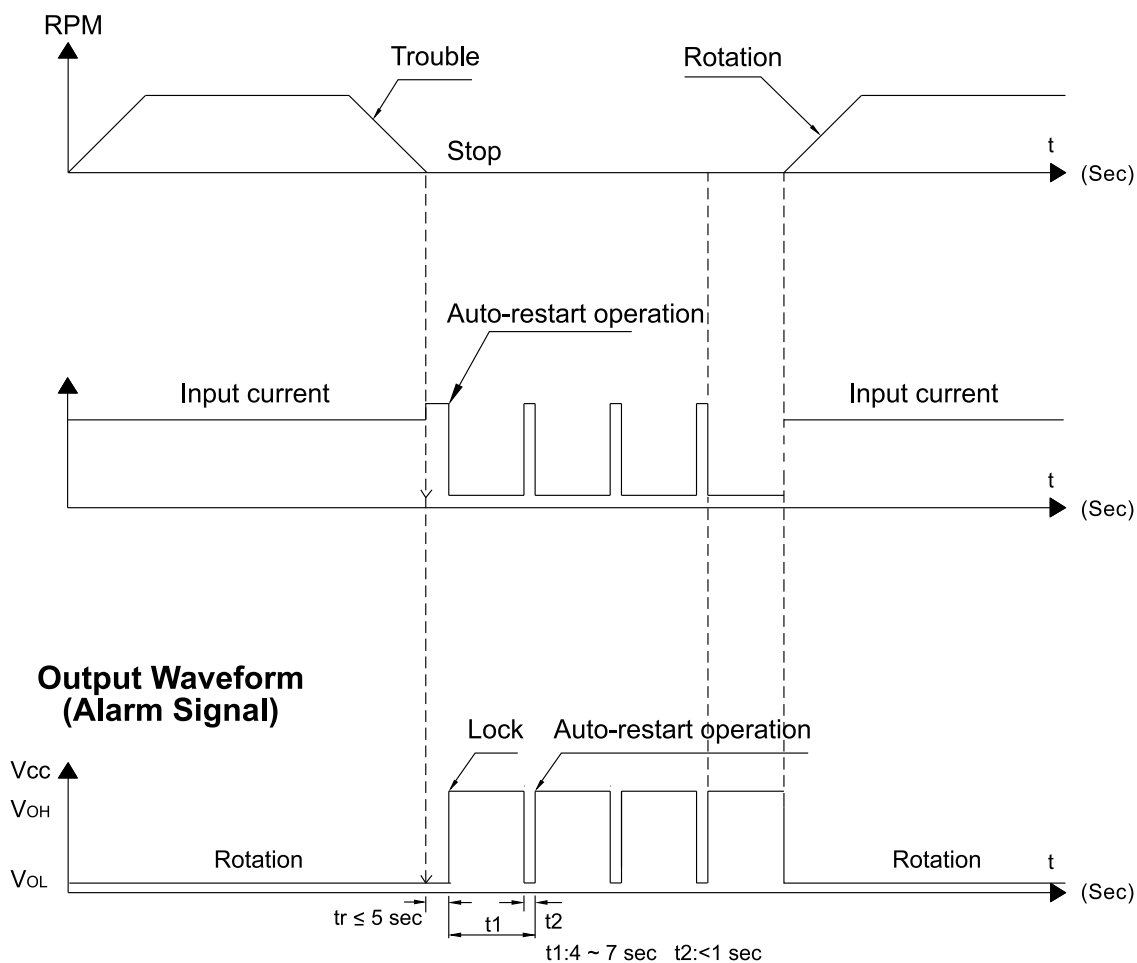 RPM
Trouble
Rotation
Stop
t
(Sec)
Auto-restart operation
Input current
Input current
t
(Sec)
Output Waveform
(Alarm Signal)
Lock
Auto-restart operation
Vcc
VOH
VOL
Rotation
Rotation
t
(Sec)
tr ≤ 5 sec
t1
t2
t1:4 ~ 7 sec t2:<1 sec